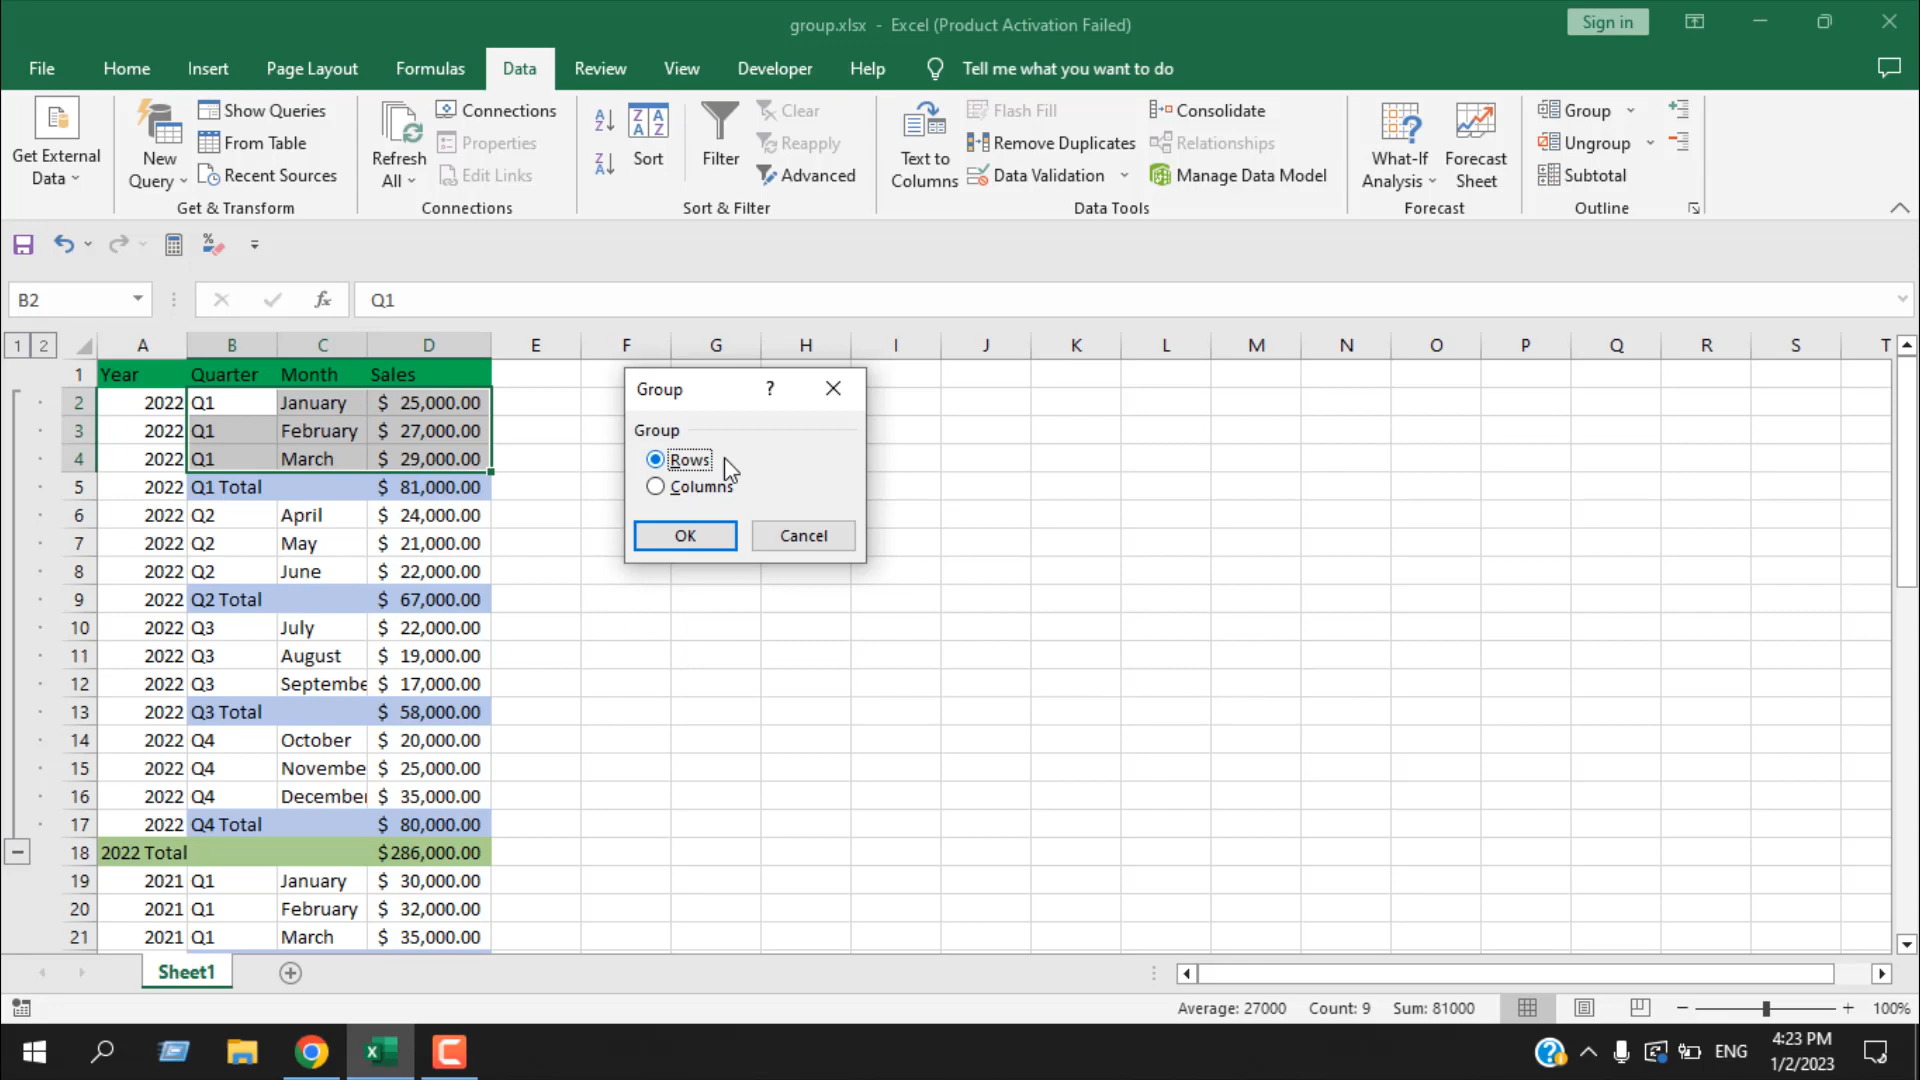 group.xlsx - Excel (Product Activation Failed)
Sign in
File Home Insert Page Layout Formulas Data Review View Developer Help Tell me what you want to do
Get External Data
New Query
Show Queries
From Table
Recent Sources
Get & Transform
Refresh All
Connections
Properties
Edit Links
Connections
Sort
Filter
Clear
Reapply
Advanced
Sort & Filter
Text to Columns
Flash Fill
Remove Duplicates
Data Validation
Consolidate
Relationships
Manage Data Model
Data Tools
What-If Analysis
Forecast Sheet
Forecast
Group
Ungroup
Subtotal
Outline
B2 fx Q1
1 2 A B C D E F G H I J K L M N O P Q R S T
1 Year Quarter Month Sales
2 2022 Q1 January $ 25,000.00
3 2022 Q1 February $ 27,000.00
4 2022 Q1 March $ 29,000.00
5 2022 Q1 Total $ 81,000.00
6 2022 Q2 April $ 24,000.00
7 2022 Q2 May $ 21,000.00
8 2022 Q2 June $ 22,000.00
9 2022 Q2 Total $ 67,000.00
10 2022 Q3 July $ 22,000.00
11 2022 Q3 August $ 19,000.00
12 2022 Q3 Septembe $ 17,000.00
13 2022 Q3 Total $ 58,000.00
14 2022 Q4 October $ 20,000.00
15 2022 Q4 Novembe $ 25,000.00
16 2022 Q4 December $ 35,000.00
17 2022 Q4 Total $ 80,000.00
18 2022 Total $286,000.00
19 2021 Q1 January $ 30,000.00
20 2021 Q1 February $ 32,000.00
21 2021 Q1 March $ 35,000.00
Group ?
Group
Rows
Columns
OK Cancel
Sheet1
Average: 27000 Count: 9 Sum: 81000 100%
ENG
4:23 PM
1/2/2023